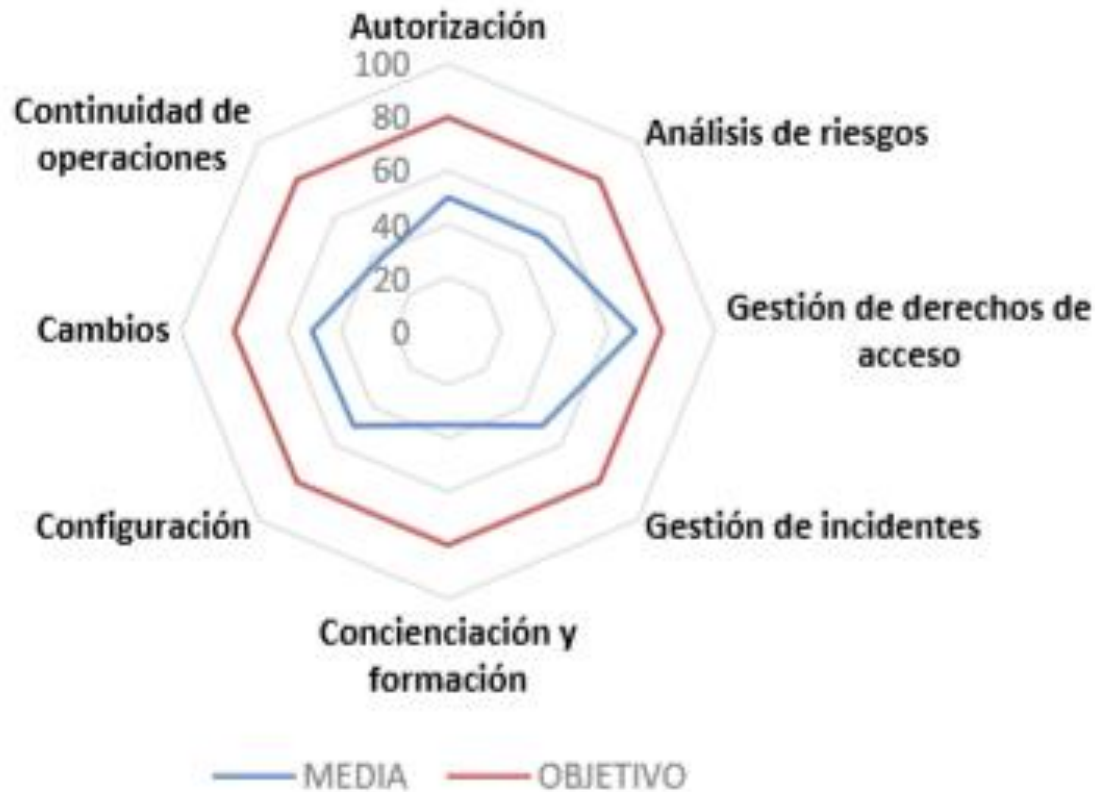 Autorización
100
80
60
40
20
0
Análisis de riesgos
Gestión de derechos de
acceso
Gestión de incidentes
Concienciación y
formación
Configuración
Cambios
Continuidad de
operaciones
MEDIA
OBJETIVO